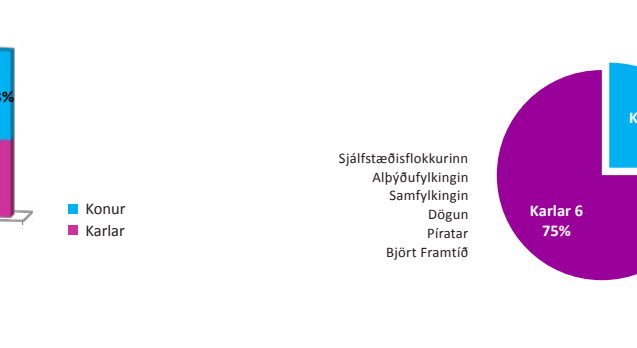 Konur
Karlar
Sjálfstæðisflokkurinn
Alþýðufylkingin
Samfylkingin
Dögun
Píratar
Björt Framtíð
Karlar 6
75%